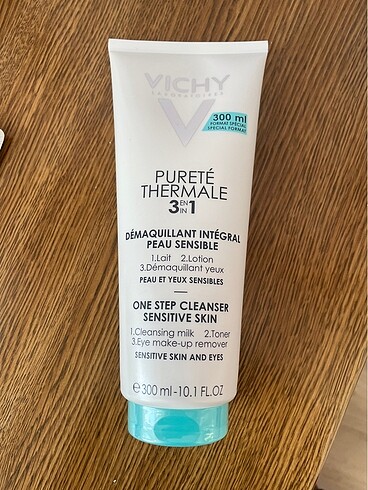 VICHY
LABORATOIRES
300 ml
FORMAT SPÉCIAL
SPECIAL FORMAT
PURETÉ
THERMALE
3 EN IN 1
DÉMAQUILLANT INTÉGRAL
PEAU SENSIBLE
1.Lait 2.Lotion
3.Démaquillant yeux
PEAU ET YEUX SENSIBLES
ONE STEP CLEANSER
SENSITIVE SKIN
1.Cleansing milk 2.Toner
3.Eye make-up remover
SENSITIVE SKIN AND EYES
℮300 ml-10.1 FL.OZ